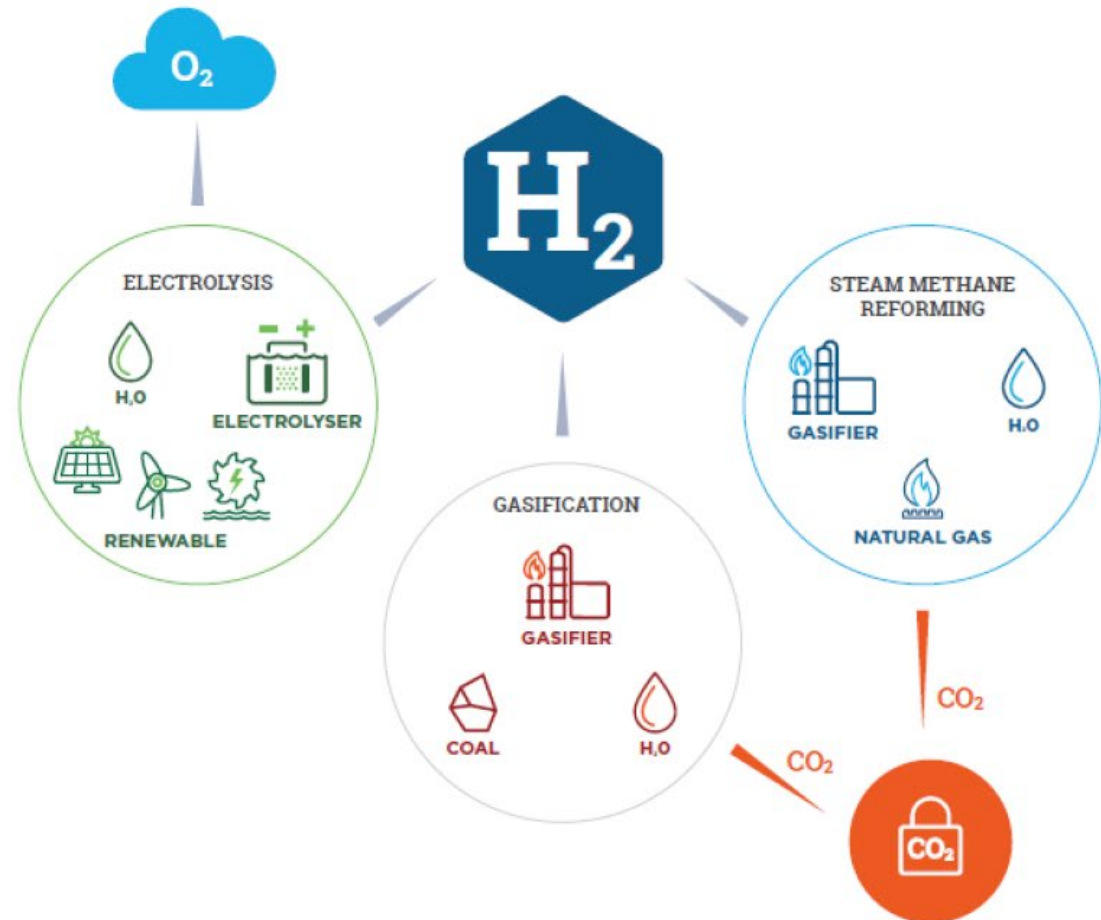 O₂
H₂
ELECTROLYSIS
H₂O
- +
ELECTROLYSER
RENEWABLE
GASIFICATION
GASIFIER
COAL
H₂O
STEAM METHANE
REFORMING
GASIFIER
H₂O
NATURAL GAS
CO₂
CO₂
CO₂